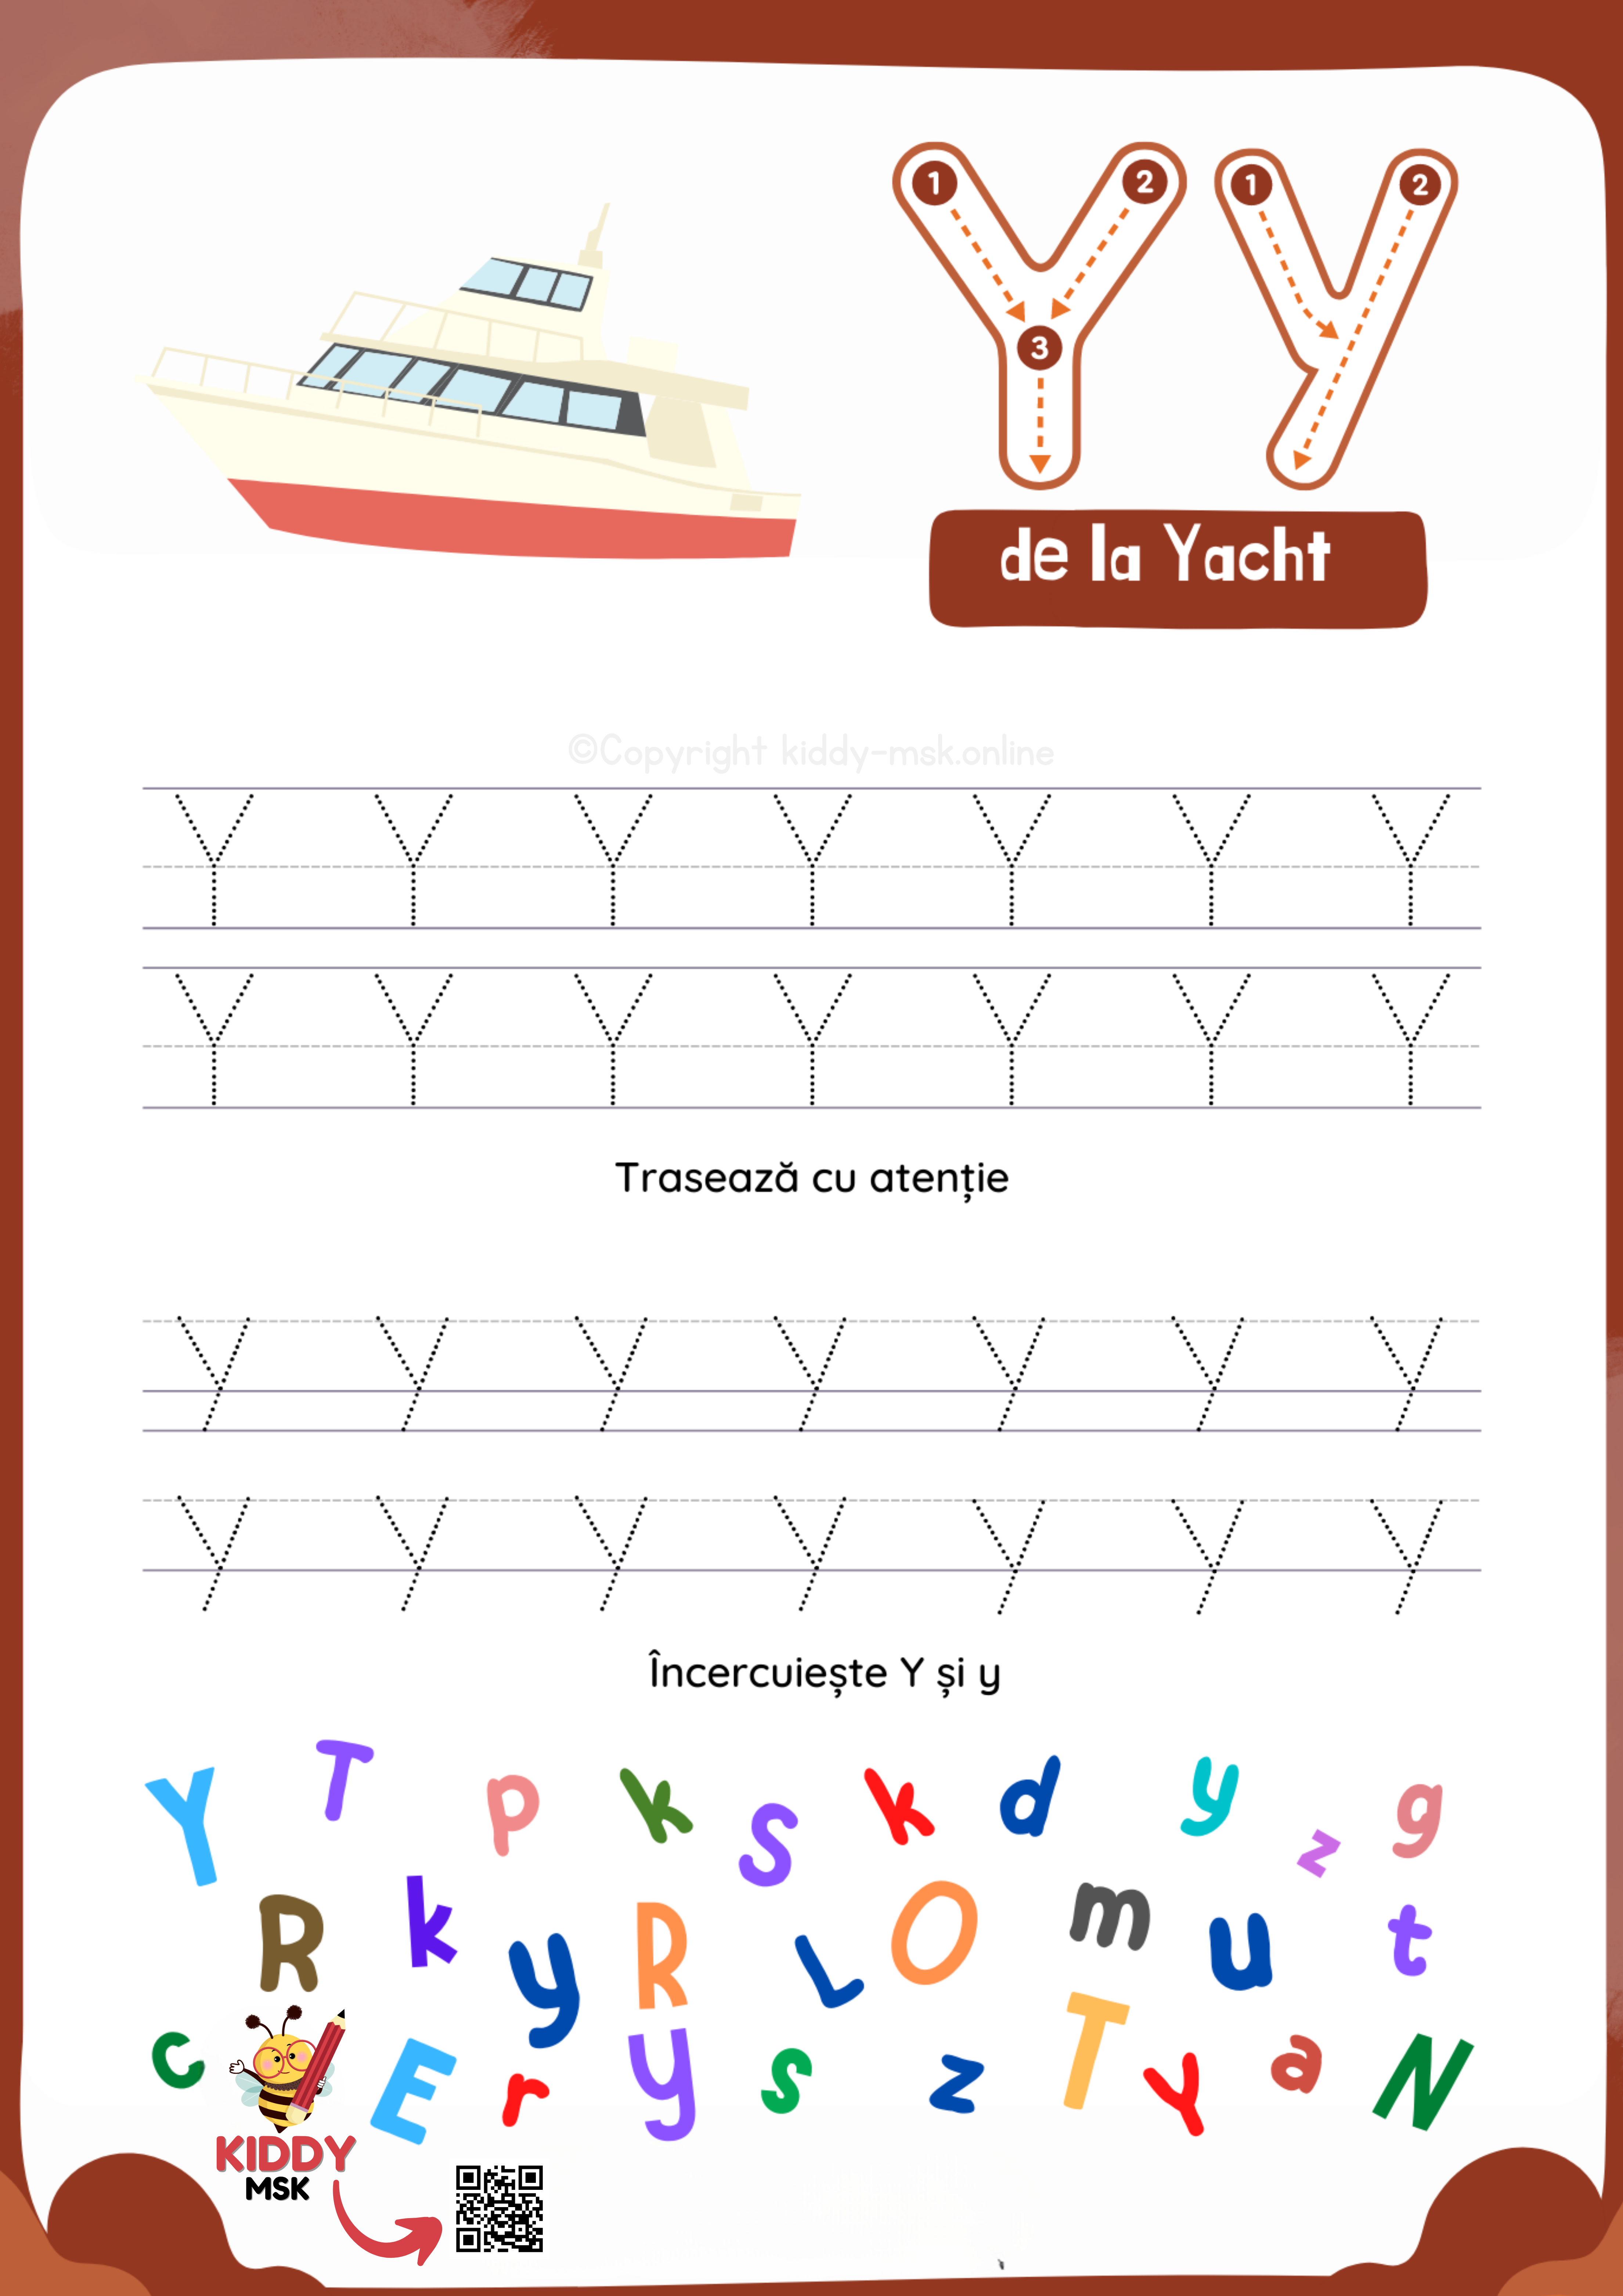 1 2 3 1 2
de la Yacht
©Copyright kiddy-msk.online
Y Y Y Y Y Y Y
Y Y Y Y Y Y Y
Trasează cu atenție
y y y y y y y
y y y y y y y
Încercuiește Y și y
Y T p k S k d y z g
R k y R L O m u t
c E r y s z T y a N
KIDDY
MSK